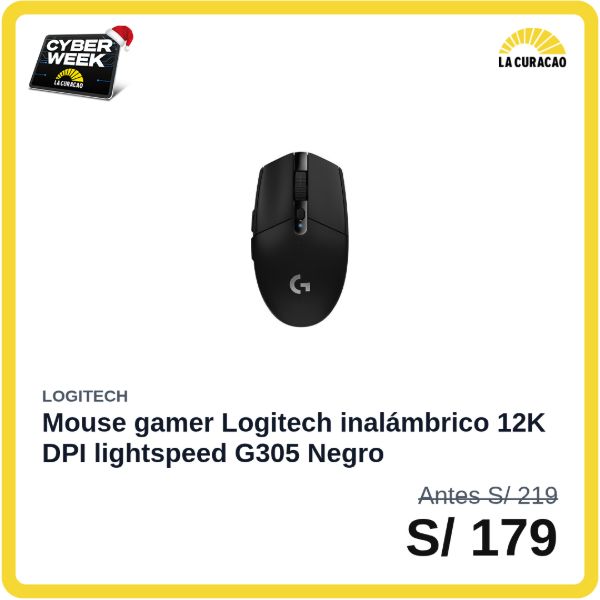 CYBER
WEEK
LA CURACAO
LA CURACAO
G
LOGITECH
Mouse gamer Logitech inalámbrico 12K
DPI lightspeed G305 Negro
Antes S/ 219
S/ 179